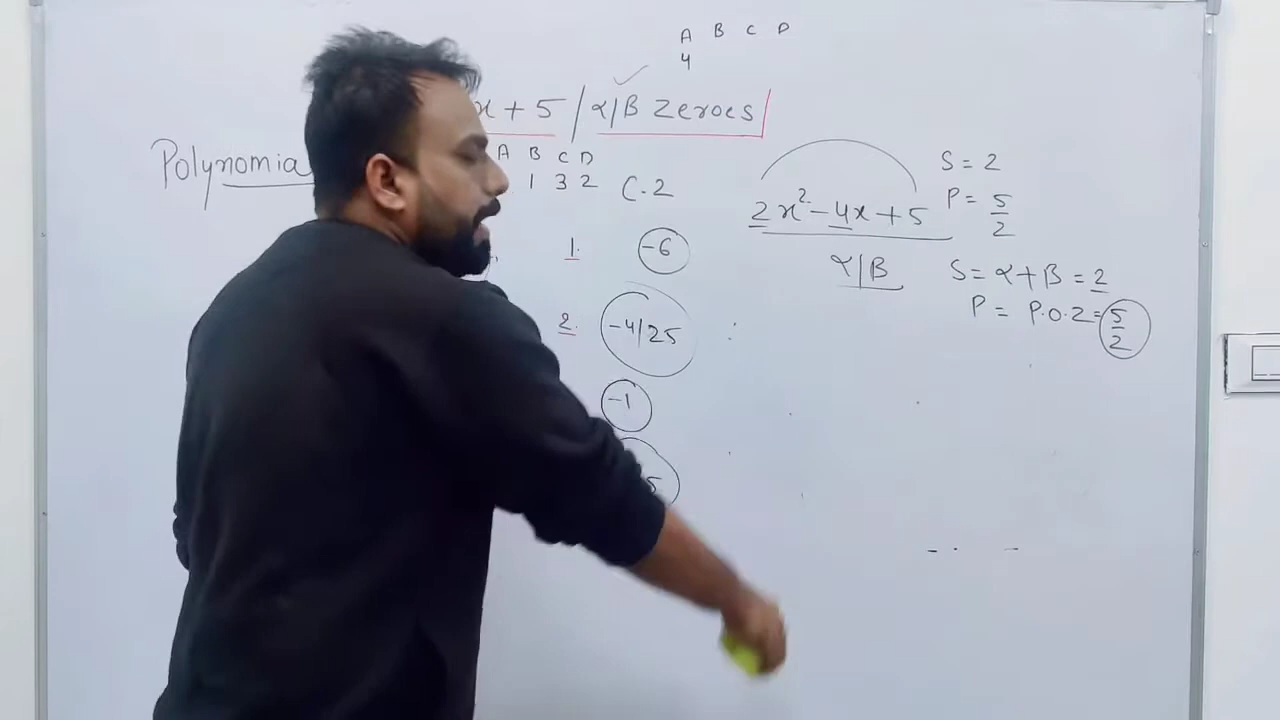 A B C D
4
x + 5 / α/β Zeroes
Polynomia
A B C D
1 3 2
C.2
1. -6
2. -4/25
-1
5
2x² - 4x + 5
α/β
S = 2
P = 5/2
S = α + β = 2
P = P.O.Z = 5/2